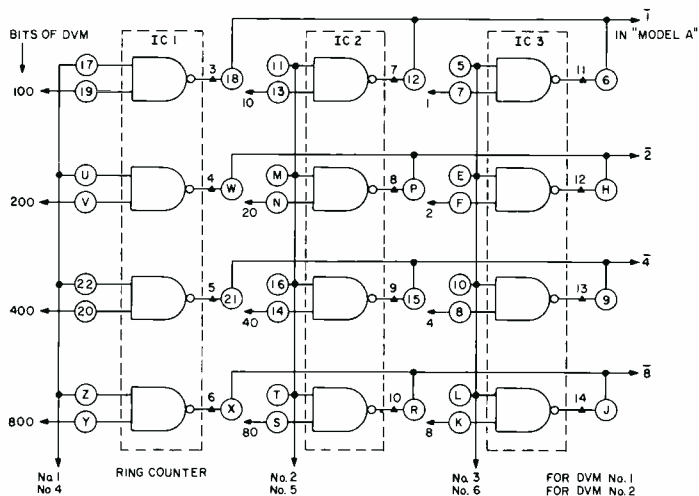 BITS OF DVM
IC 1
IC 2
IC 3
1
IN "MODEL A"
17
3
18
11
7
12
5
11
6
100
19
10
13
1
7
2
U
4
W
M
8
P
E
12
H
200
V
20
N
2
F
4
22
5
21
16
9
15
10
13
9
400
20
40
14
4
8
8
Z
6
X
T
10
R
L
14
J
800
Y
80
S
8
K
No. 1
No 4
RING COUNTER
No. 2
No. 5
No. 3
No. 6
FOR DVM No. 1
FOR DVM No. 2